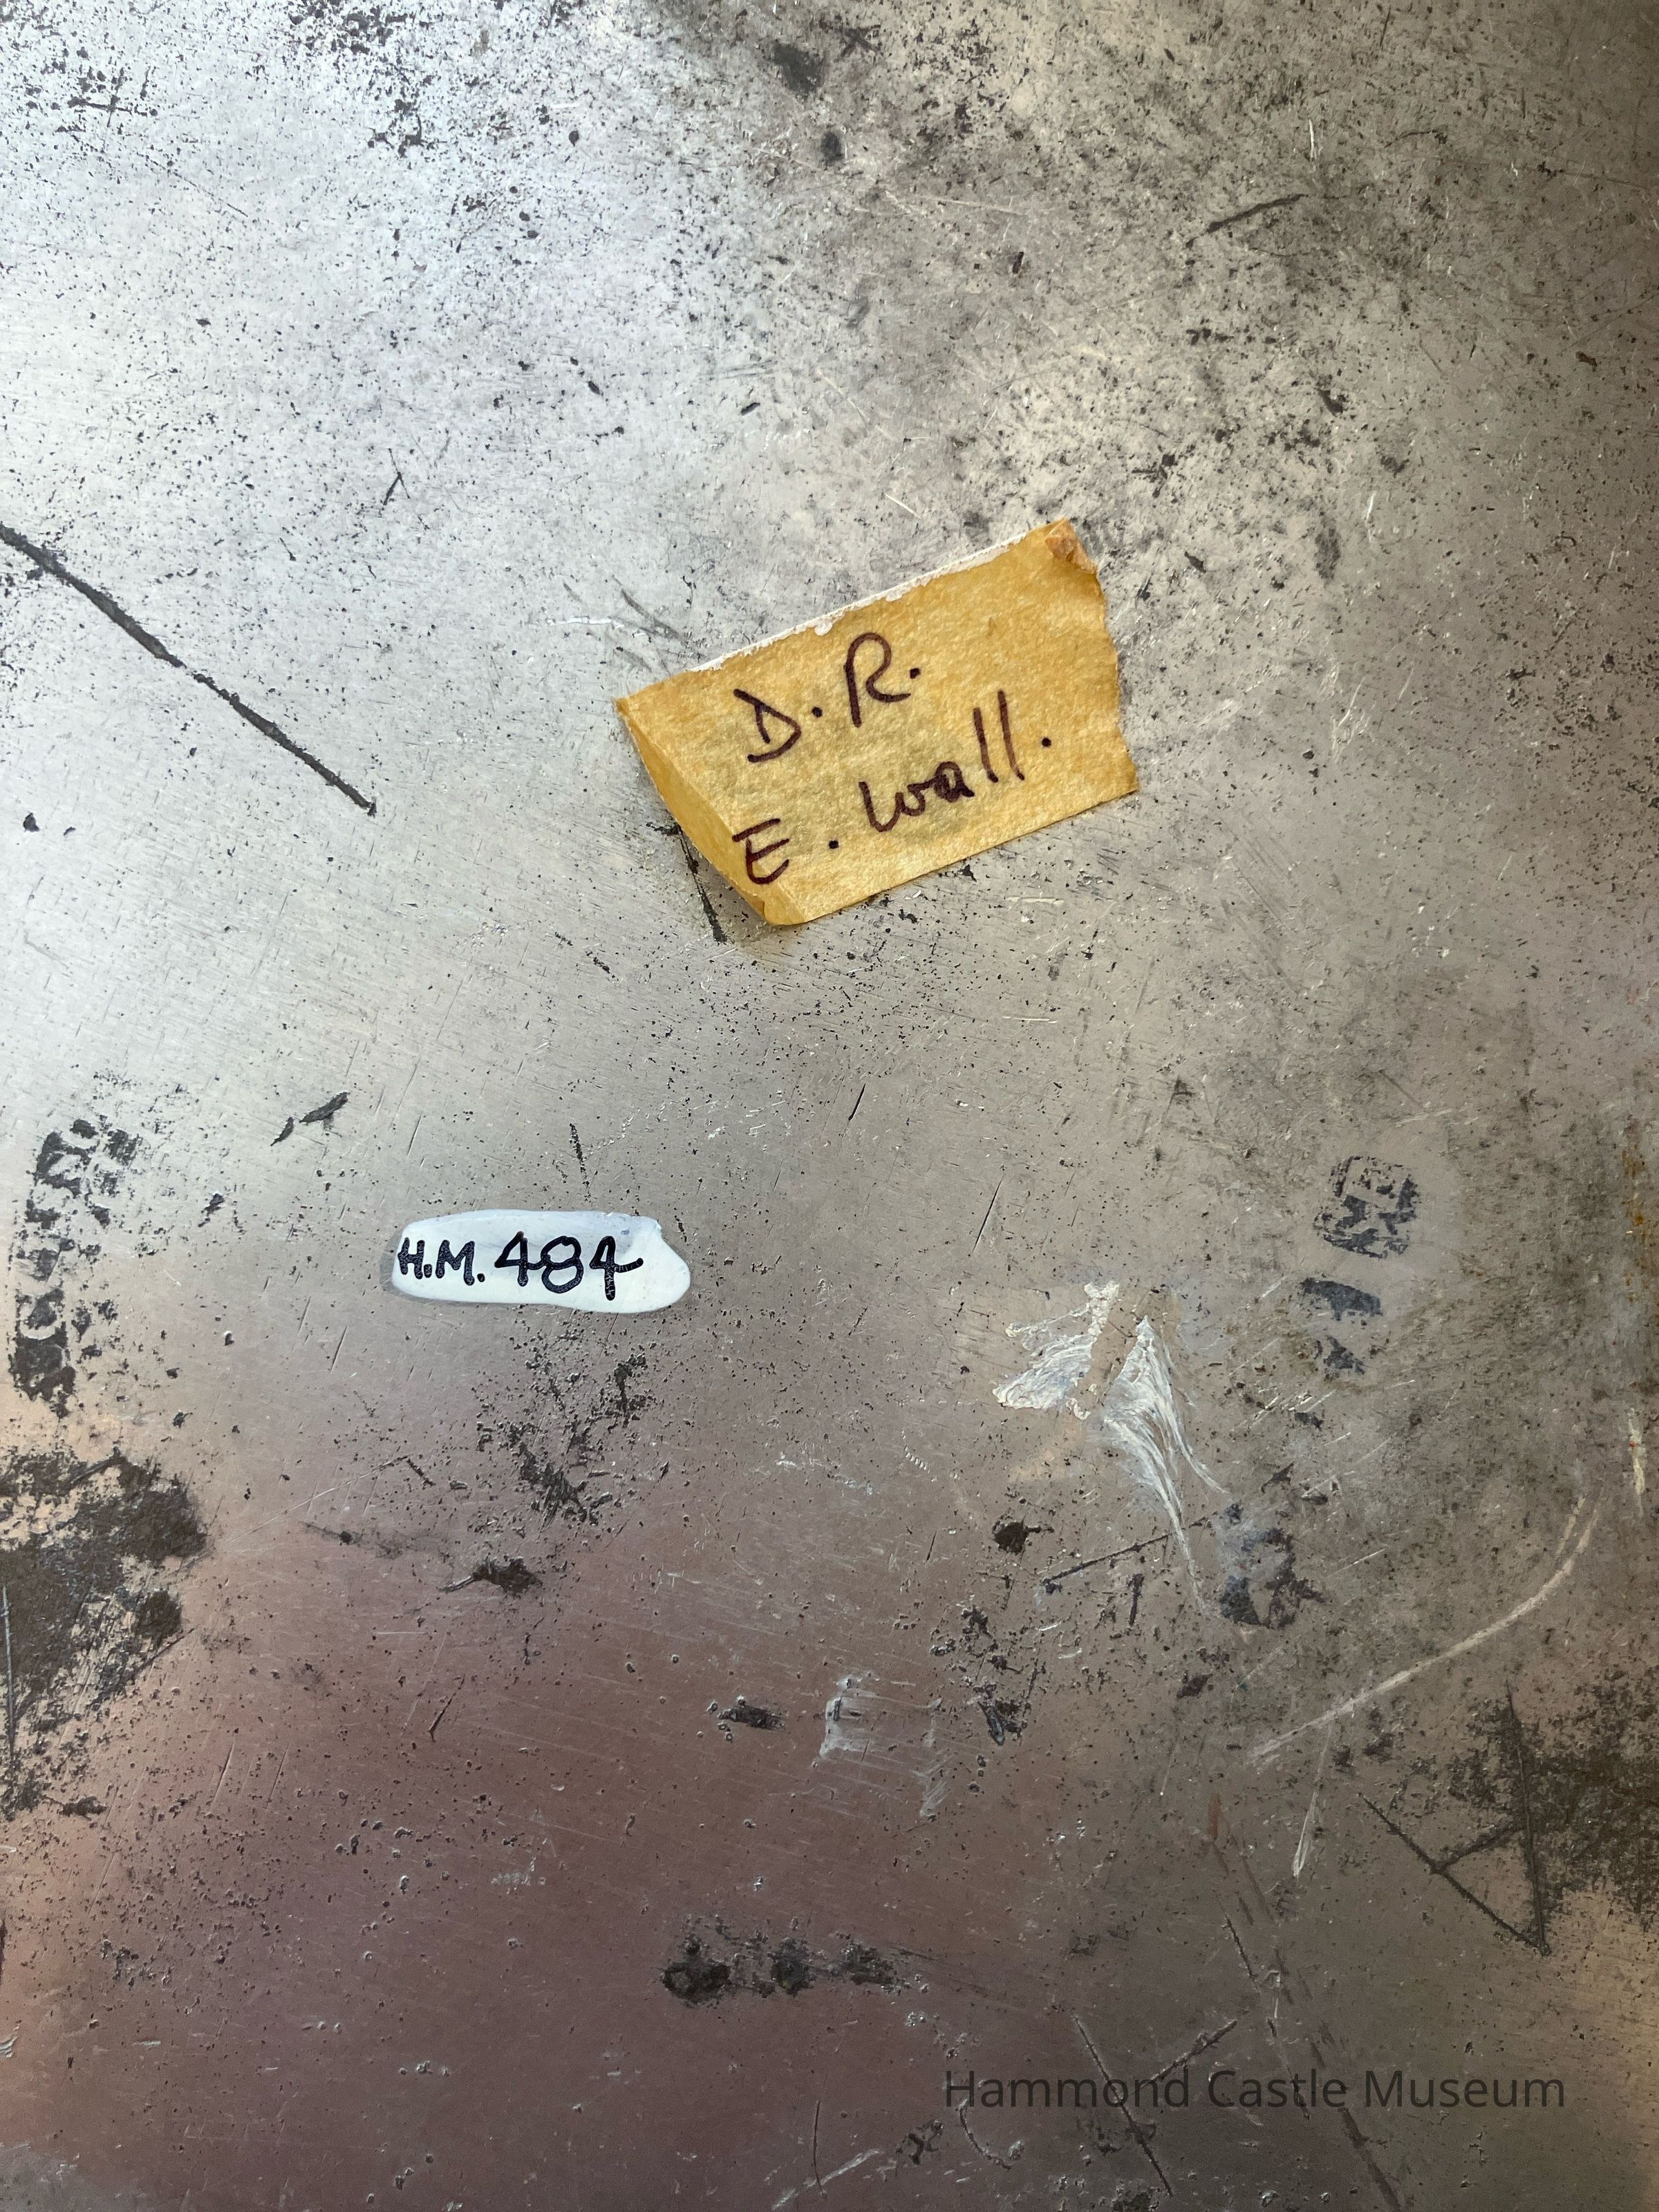 D. R.
E. wall.
H.M. 484
Hammond Castle Museum